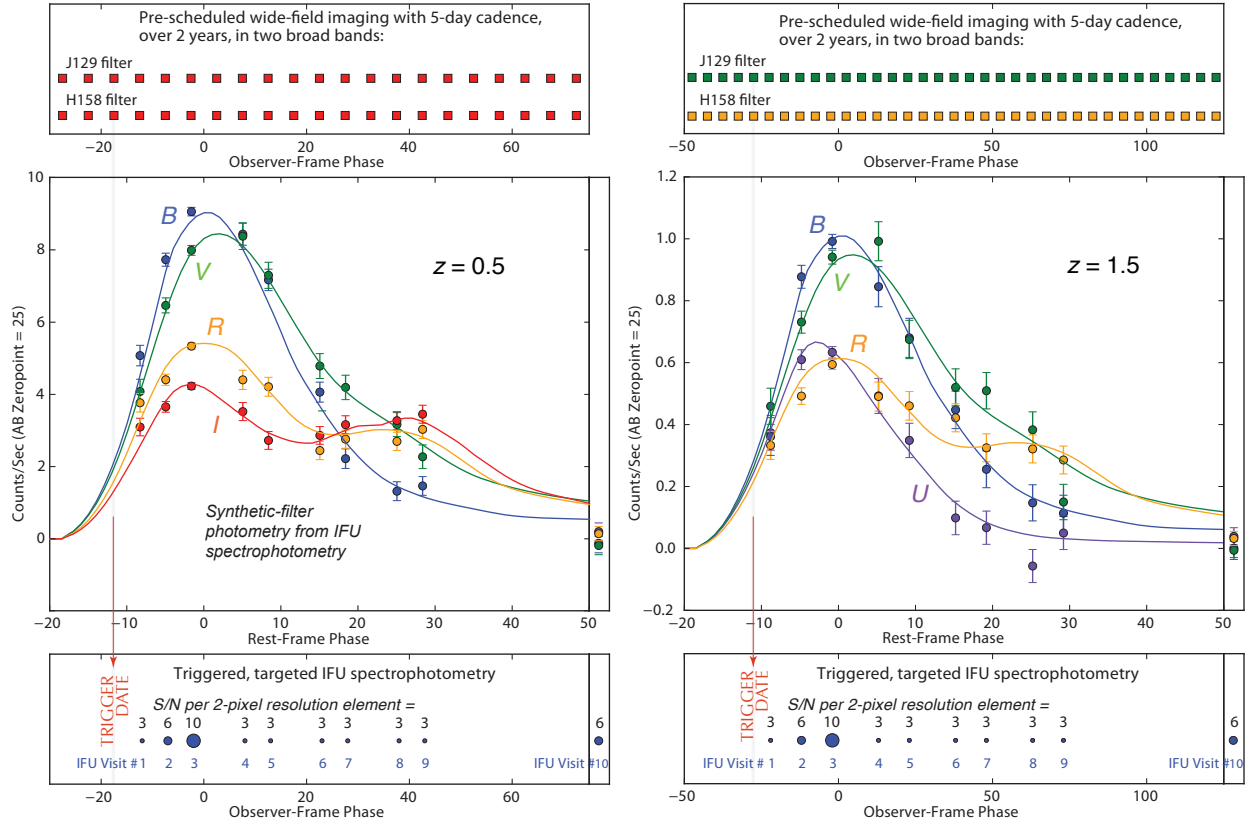 Pre-scheduled wide-field imaging with 5-day cadence,
over 2 years, in two broad bands:
J129 filter
H158 filter
−20 0 20 40 60 80
Observer-Frame Phase
10
8
6
4
2
0
−2
Counts/Sec (AB Zeropoint = 25)
B
V
R
I
z = 0.5
Synthetic-filter
photometry from IFU
spectrophotometry
−20 −10 0 10 20 30 40 50
Rest-Frame Phase
TRIGGER
DATE
Triggered, targeted IFU spectrophotometry
S/N per 2-pixel resolution element =
3 6 10 3 3 3 3 3 3 6
IFU Visit # 1 2 3 4 5 6 7 8 9 IFU Visit #10
−20 0 20 40 60 80
Observer-Frame Phase
Pre-scheduled wide-field imaging with 5-day cadence,
over 2 years, in two broad bands:
J129 filter
H158 filter
−50 0 50 100
Observer-Frame Phase
1.2
1.0
0.8
0.6
0.4
0.2
0.0
−0.2
Counts/Sec (AB Zeropoint = 25)
B
V
R
U
z = 1.5
−20 −10 0 10 20 30 40 50
Rest-Frame Phase
TRIGGER
DATE
Triggered, targeted IFU spectrophotometry
S/N per 2-pixel resolution element =
3 6 10 3 3 3 3 3 3 6
IFU Visit # 1 2 3 4 5 6 7 8 9 IFU Visit #10
−50 0 50 100
Observer-Frame Phase